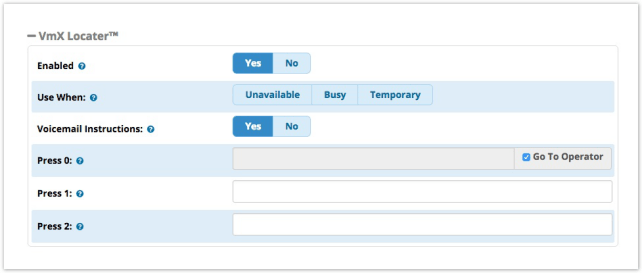 VmX Locater™
Enabled Yes No
Use When: Unavailable Busy Temporary
Voicemail Instructions: Yes No
Press 0: Go To Operator
Press 1:
Press 2: